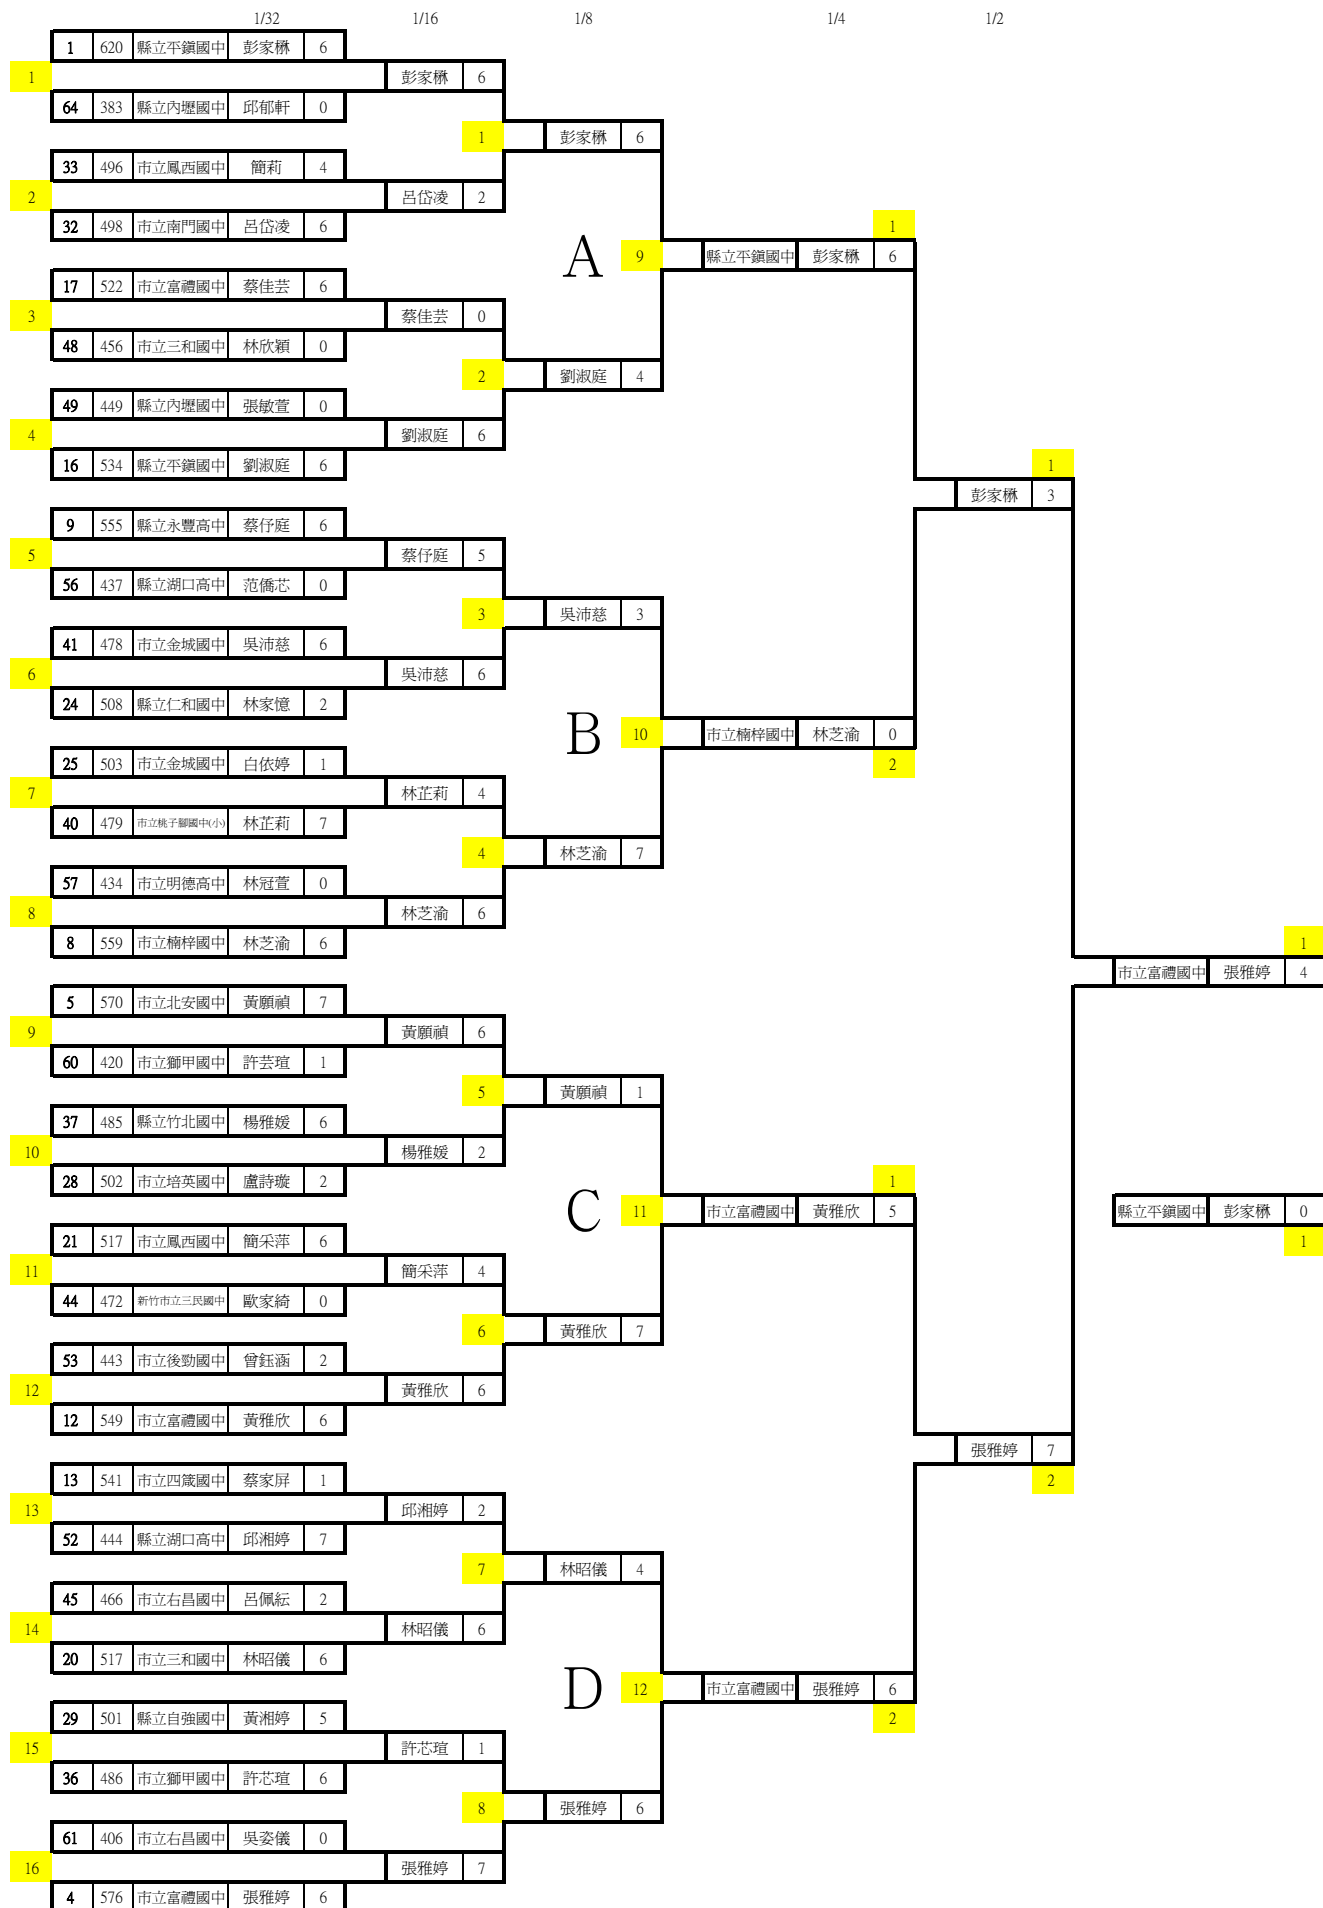 1/32 1/16 1/8 1/4 1/2
1 620 縣立平鎮國中 彭家楙 6
1 彭家楙 6
64 383 縣立內壢國中 邱郁軒 0
1 彭家楙 6
33 496 市立鳳西國中 簡莉 4
2 呂岱凌 2
32 498 市立南門國中 呂岱凌 6
1
A 9 縣立平鎮國中 彭家楙 6
17 522 市立富禮國中 蔡佳芸 6
3 蔡佳芸 0
48 456 市立三和國中 林欣穎 0
2 劉淑庭 4
49 449 縣立內壢國中 張敏萱 0
4 劉淑庭 6
16 534 縣立平鎮國中 劉淑庭 6
1
彭家楙 3
9 555 縣立永豐高中 蔡伃庭 6
5 蔡伃庭 5
56 437 縣立湖口高中 范僑芯 0
3 吳沛慈 3
41 478 市立金城國中 吳沛慈 6
6 吳沛慈 6
24 508 縣立仁和國中 林家憶 2
B 10 市立楠梓國中 林芝渝 0
2
25 503 市立金城國中 白依婷 1
7 林芷莉 4
40 479 市立桃子腳國中(小) 林芷莉 7
4 林芝渝 7
57 434 市立明德高中 林冠萱 0
8 林芝渝 6
8 559 市立楠梓國中 林芝渝 6
1
市立富禮國中 張雅婷 4
5 570 市立北安國中 黃願禎 7
9 黃願禎 6
60 420 市立獅甲國中 許芸瑄 1
5 黃願禎 1
37 485 縣立竹北國中 楊雅媛 6
10 楊雅媛 2
28 502 市立培英國中 盧詩璇 2
1
C 11 市立富禮國中 黃雅欣 5
縣立平鎮國中 彭家楙 0
1
21 517 市立鳳西國中 簡采萍 6
11 簡采萍 4
44 472 新竹市立三民國中 歐家綺 0
6 黃雅欣 7
53 443 市立後勁國中 曾鈺涵 2
12 黃雅欣 6
12 549 市立富禮國中 黃雅欣 6
張雅婷 7
2
13 541 市立四箴國中 蔡家屏 1
13 邱湘婷 2
52 444 縣立湖口高中 邱湘婷 7
7 林昭儀 4
45 466 市立右昌國中 呂佩紜 2
14 林昭儀 6
20 517 市立三和國中 林昭儀 6
D 12 市立富禮國中 張雅婷 6
2
29 501 縣立自強國中 黃湘婷 5
15 許芯瑄 1
36 486 市立獅甲國中 許芯瑄 6
8 張雅婷 6
61 406 市立右昌國中 吳姿儀 0
16 張雅婷 7
4 576 市立富禮國中 張雅婷 6